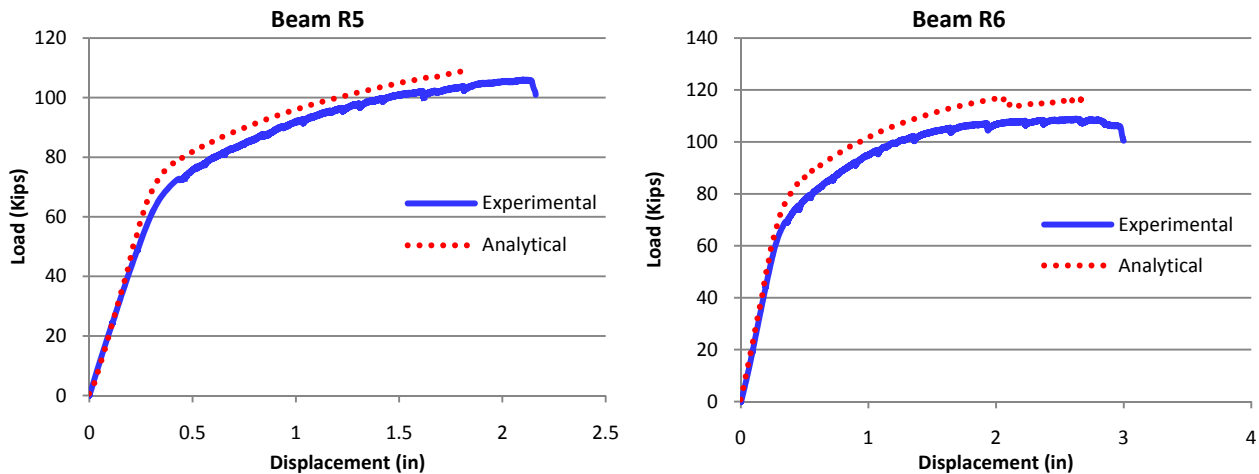 Beam R5
120
100
80
60
40
20
0
Load (Kips)
0 0.5 1 1.5 2 2.5
Displacement (in)
Experimental
Analytical
Beam R6
140
120
100
80
60
40
20
0
Load (Kips)
0 1 2 3 4
Displacement (in)
Experimental
Analytical